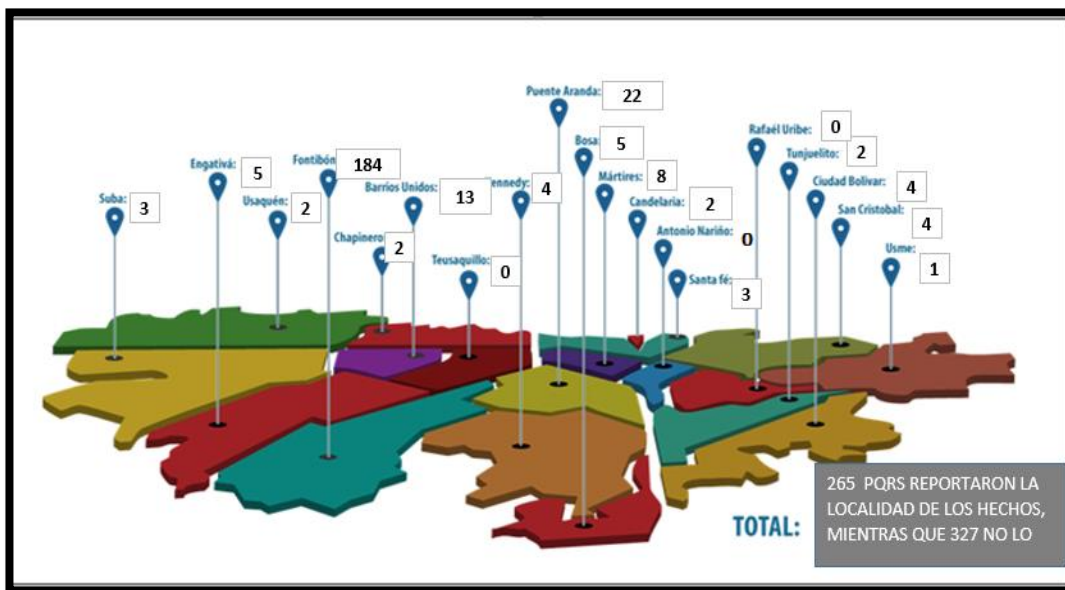 Puente Aranda: 22
Bosa: 5
Rafaél Uribe: 0
Tunjuelito: 2
Engativá: 5
Fontibón 184
Mártires: 8
Ciudad Bolivar: 4
Barrios Unidos: 13
ennedy: 4
Suba: 3
Usaquén: 2
Candelaria: 2
San Cristobal: 4
Chapinero 2
Antonio Nariño: 0
Usme: 1
Teusaquillo: 0
Santa fé: 3
TOTAL:
265 PQRS REPORTARON LA
LOCALIDAD DE LOS HECHOS,
MIENTRAS QUE 327 NO LO